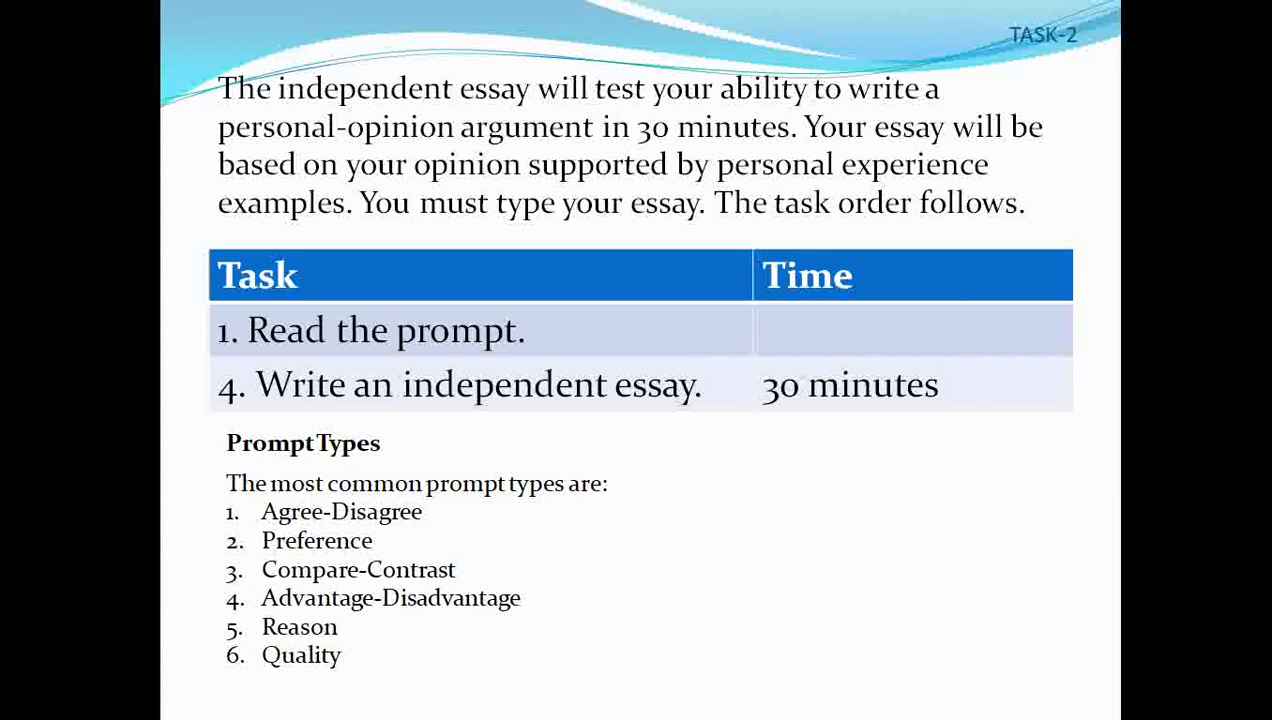 TASK-2
The independent essay will test your ability to write a
personal-opinion argument in 30 minutes. Your essay will be
based on your opinion supported by personal experience
examples. You must type your essay. The task order follows.
Task Time
1. Read the prompt.
4. Write an independent essay. 30 minutes
Prompt Types
The most common prompt types are:
1. Agree-Disagree
2. Preference
3. Compare-Contrast
4. Advantage-Disadvantage
5. Reason
6. Quality